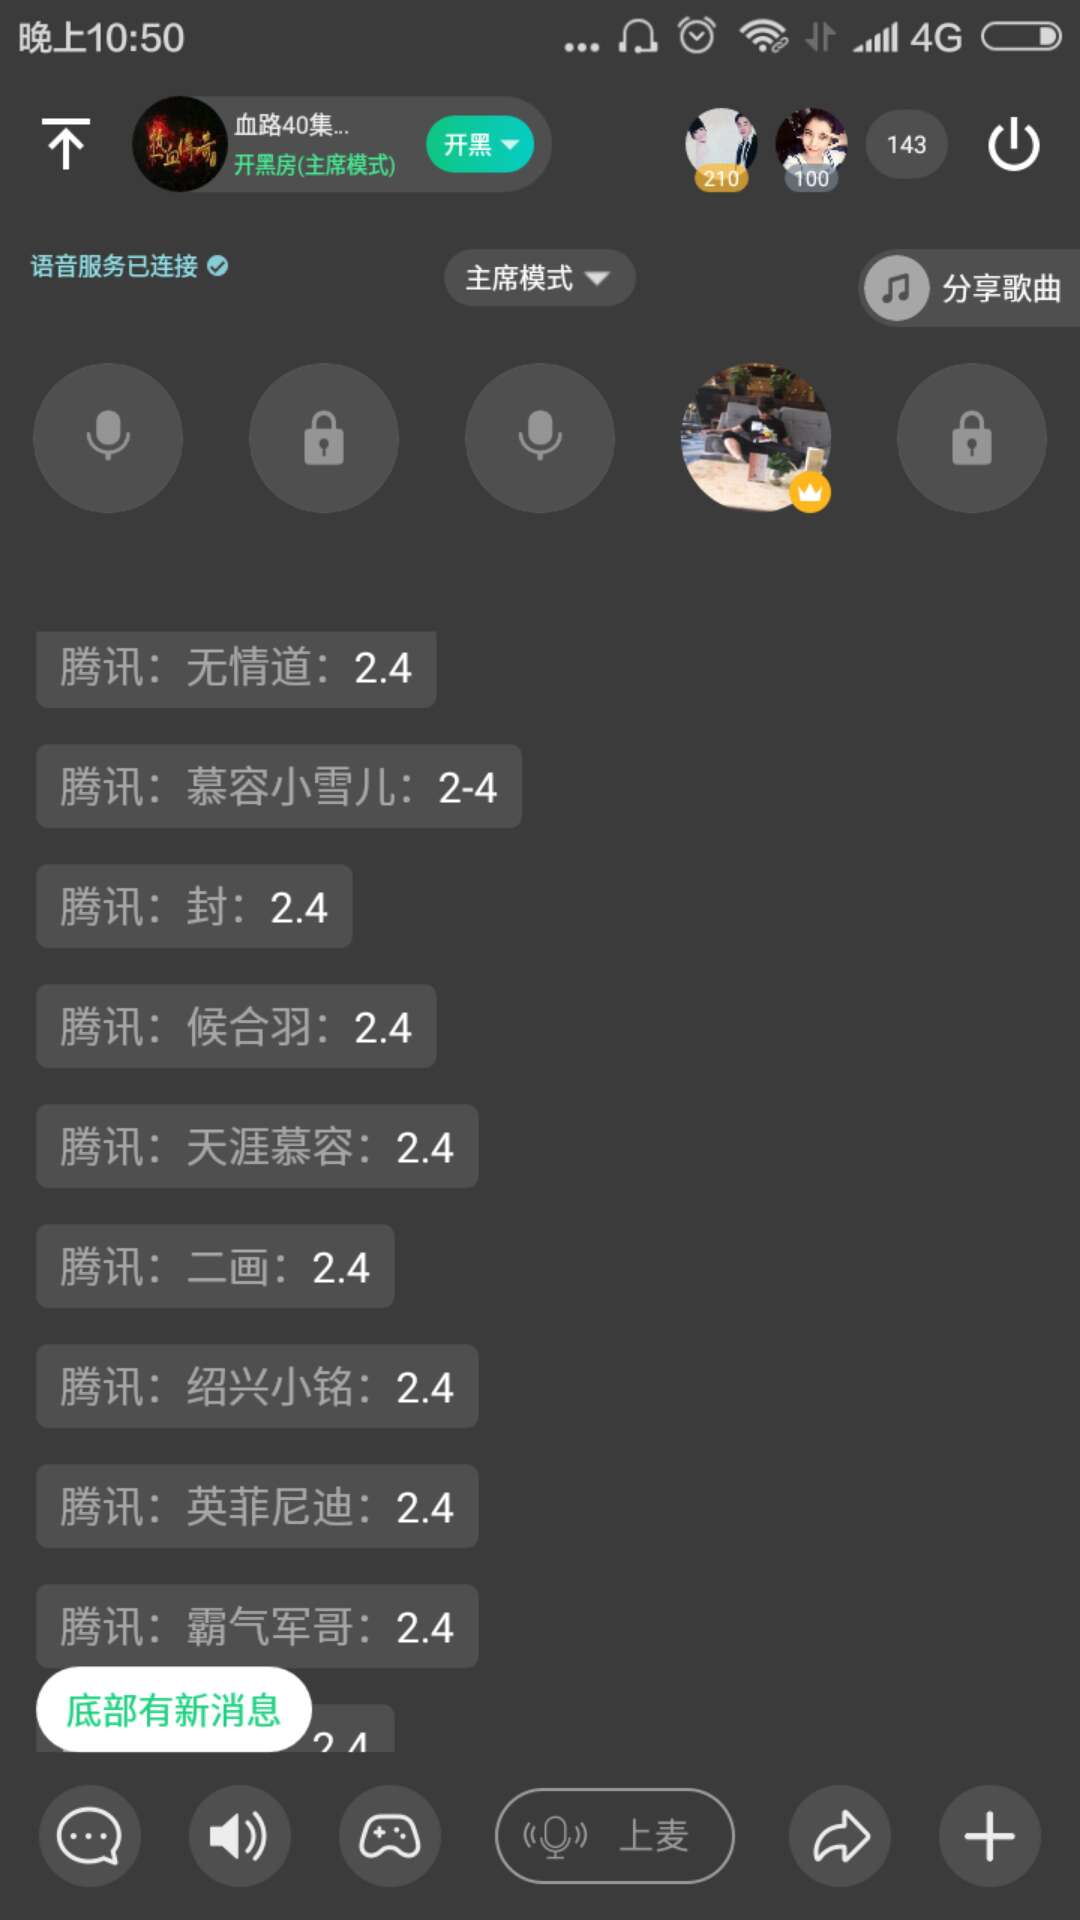 晚上10:50
4G
热血传奇
血路40集...
开黑房(主席模式)
开黑
210
100
143
语音服务已连接
主席模式
分享歌曲
腾讯：无情道：2.4
腾讯：慕容小雪儿：2-4
腾讯：封：2.4
腾讯：候合羽：2.4
腾讯：天涯慕容：2.4
腾讯：二画：2.4
腾讯：绍兴小铭：2.4
腾讯：英菲尼迪：2.4
腾讯：霸气军哥：2.4
底部有新消息
2.4
上麦